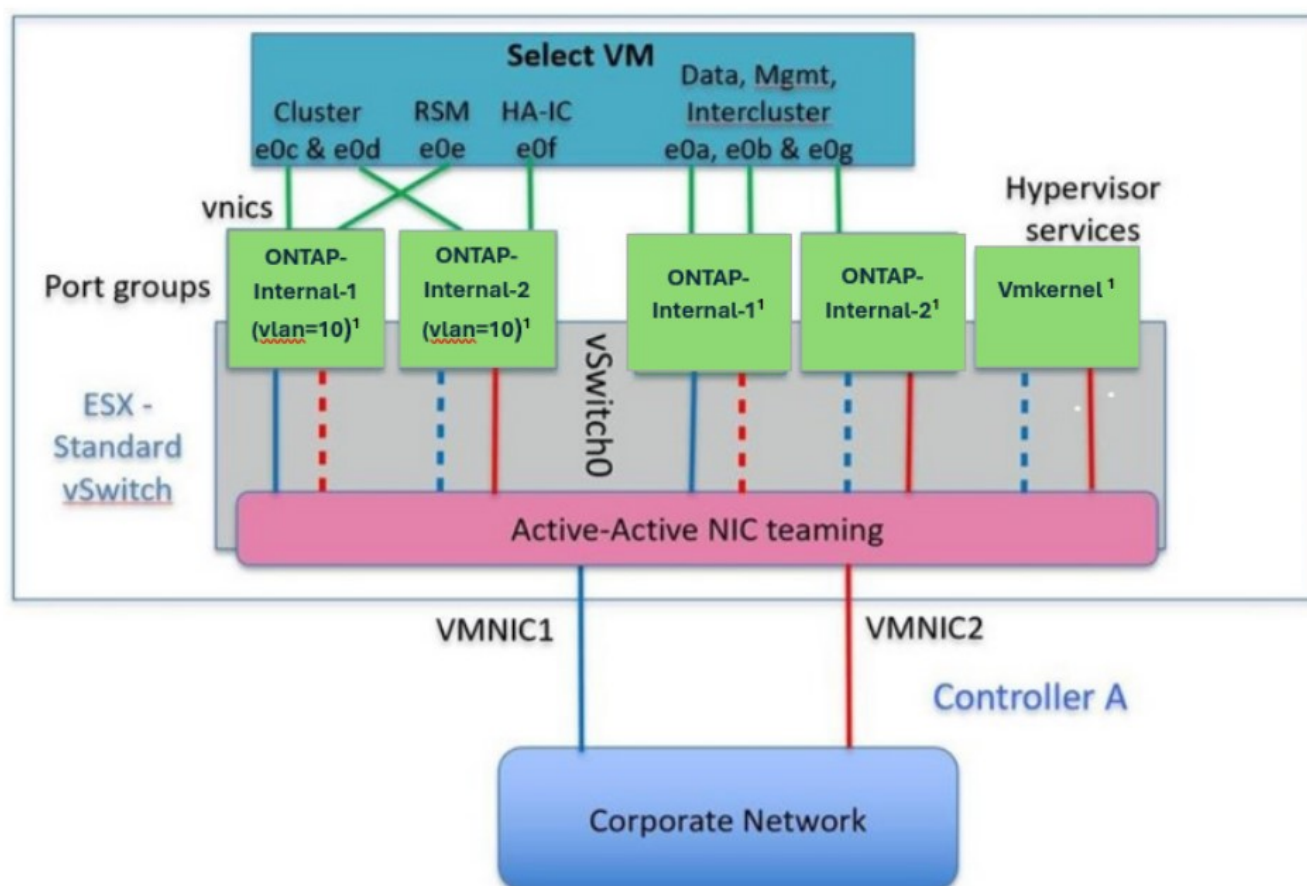 Select VM
Data, Mgmt,
Intercluster
Cluster
RSM
HA-IC
e0c & e0d
e0e
e0f
e0a, e0b & e0g
vnics
Hypervisor
services
Port groups
ONTAP-
Internal-1
(vlan=10)¹
ONTAP-
Internal-2
(vlan=10)¹
ONTAP-
Internal-1¹
ONTAP-
Internal-2¹
Vmkernel ¹
ESX -
Standard
vSwitch
vSwitch0
Active-Active NIC teaming
VMNIC1
VMNIC2
Controller A
Corporate Network